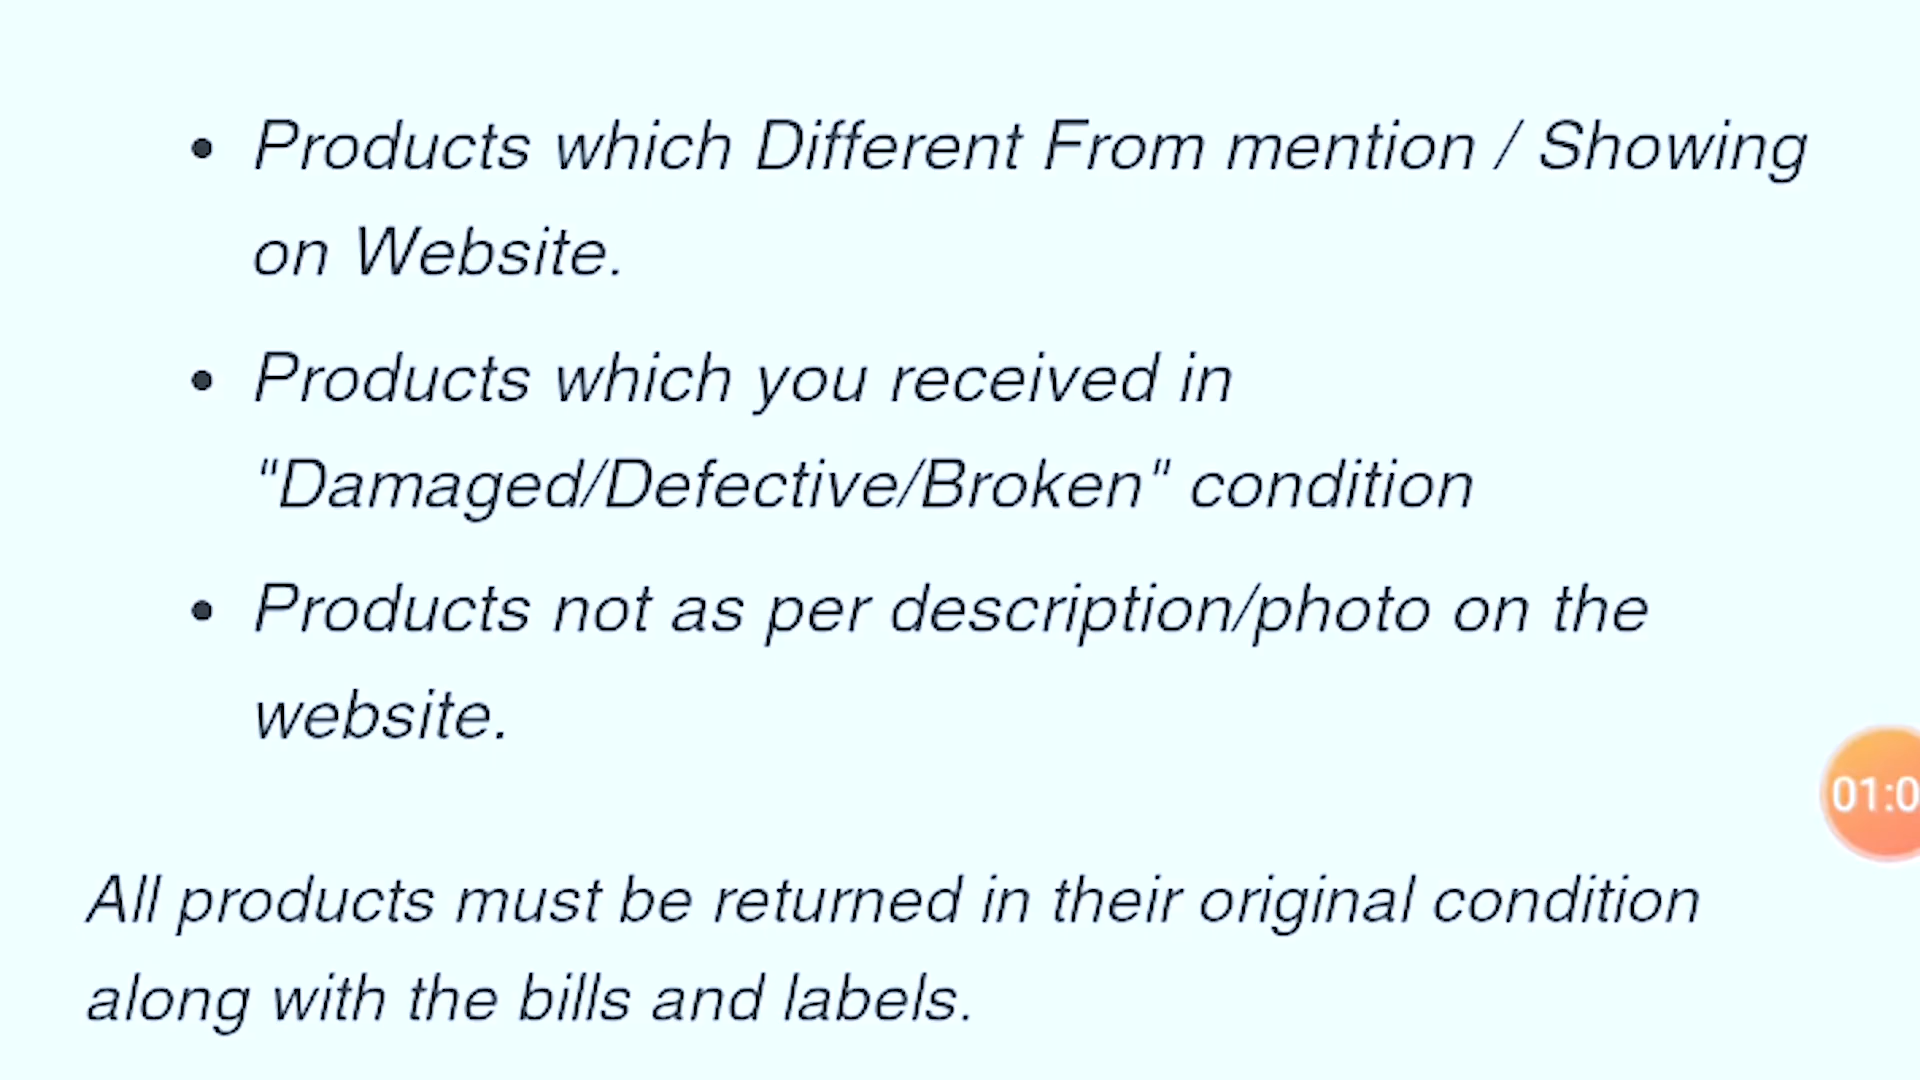 Products which Different From mention / Showing
on Website.
Products which you received in
"Damaged/Defective/Broken" condition
Products not as per description/photo on the
website.
01:0
All products must be returned in their original condition
along with the bills and labels.